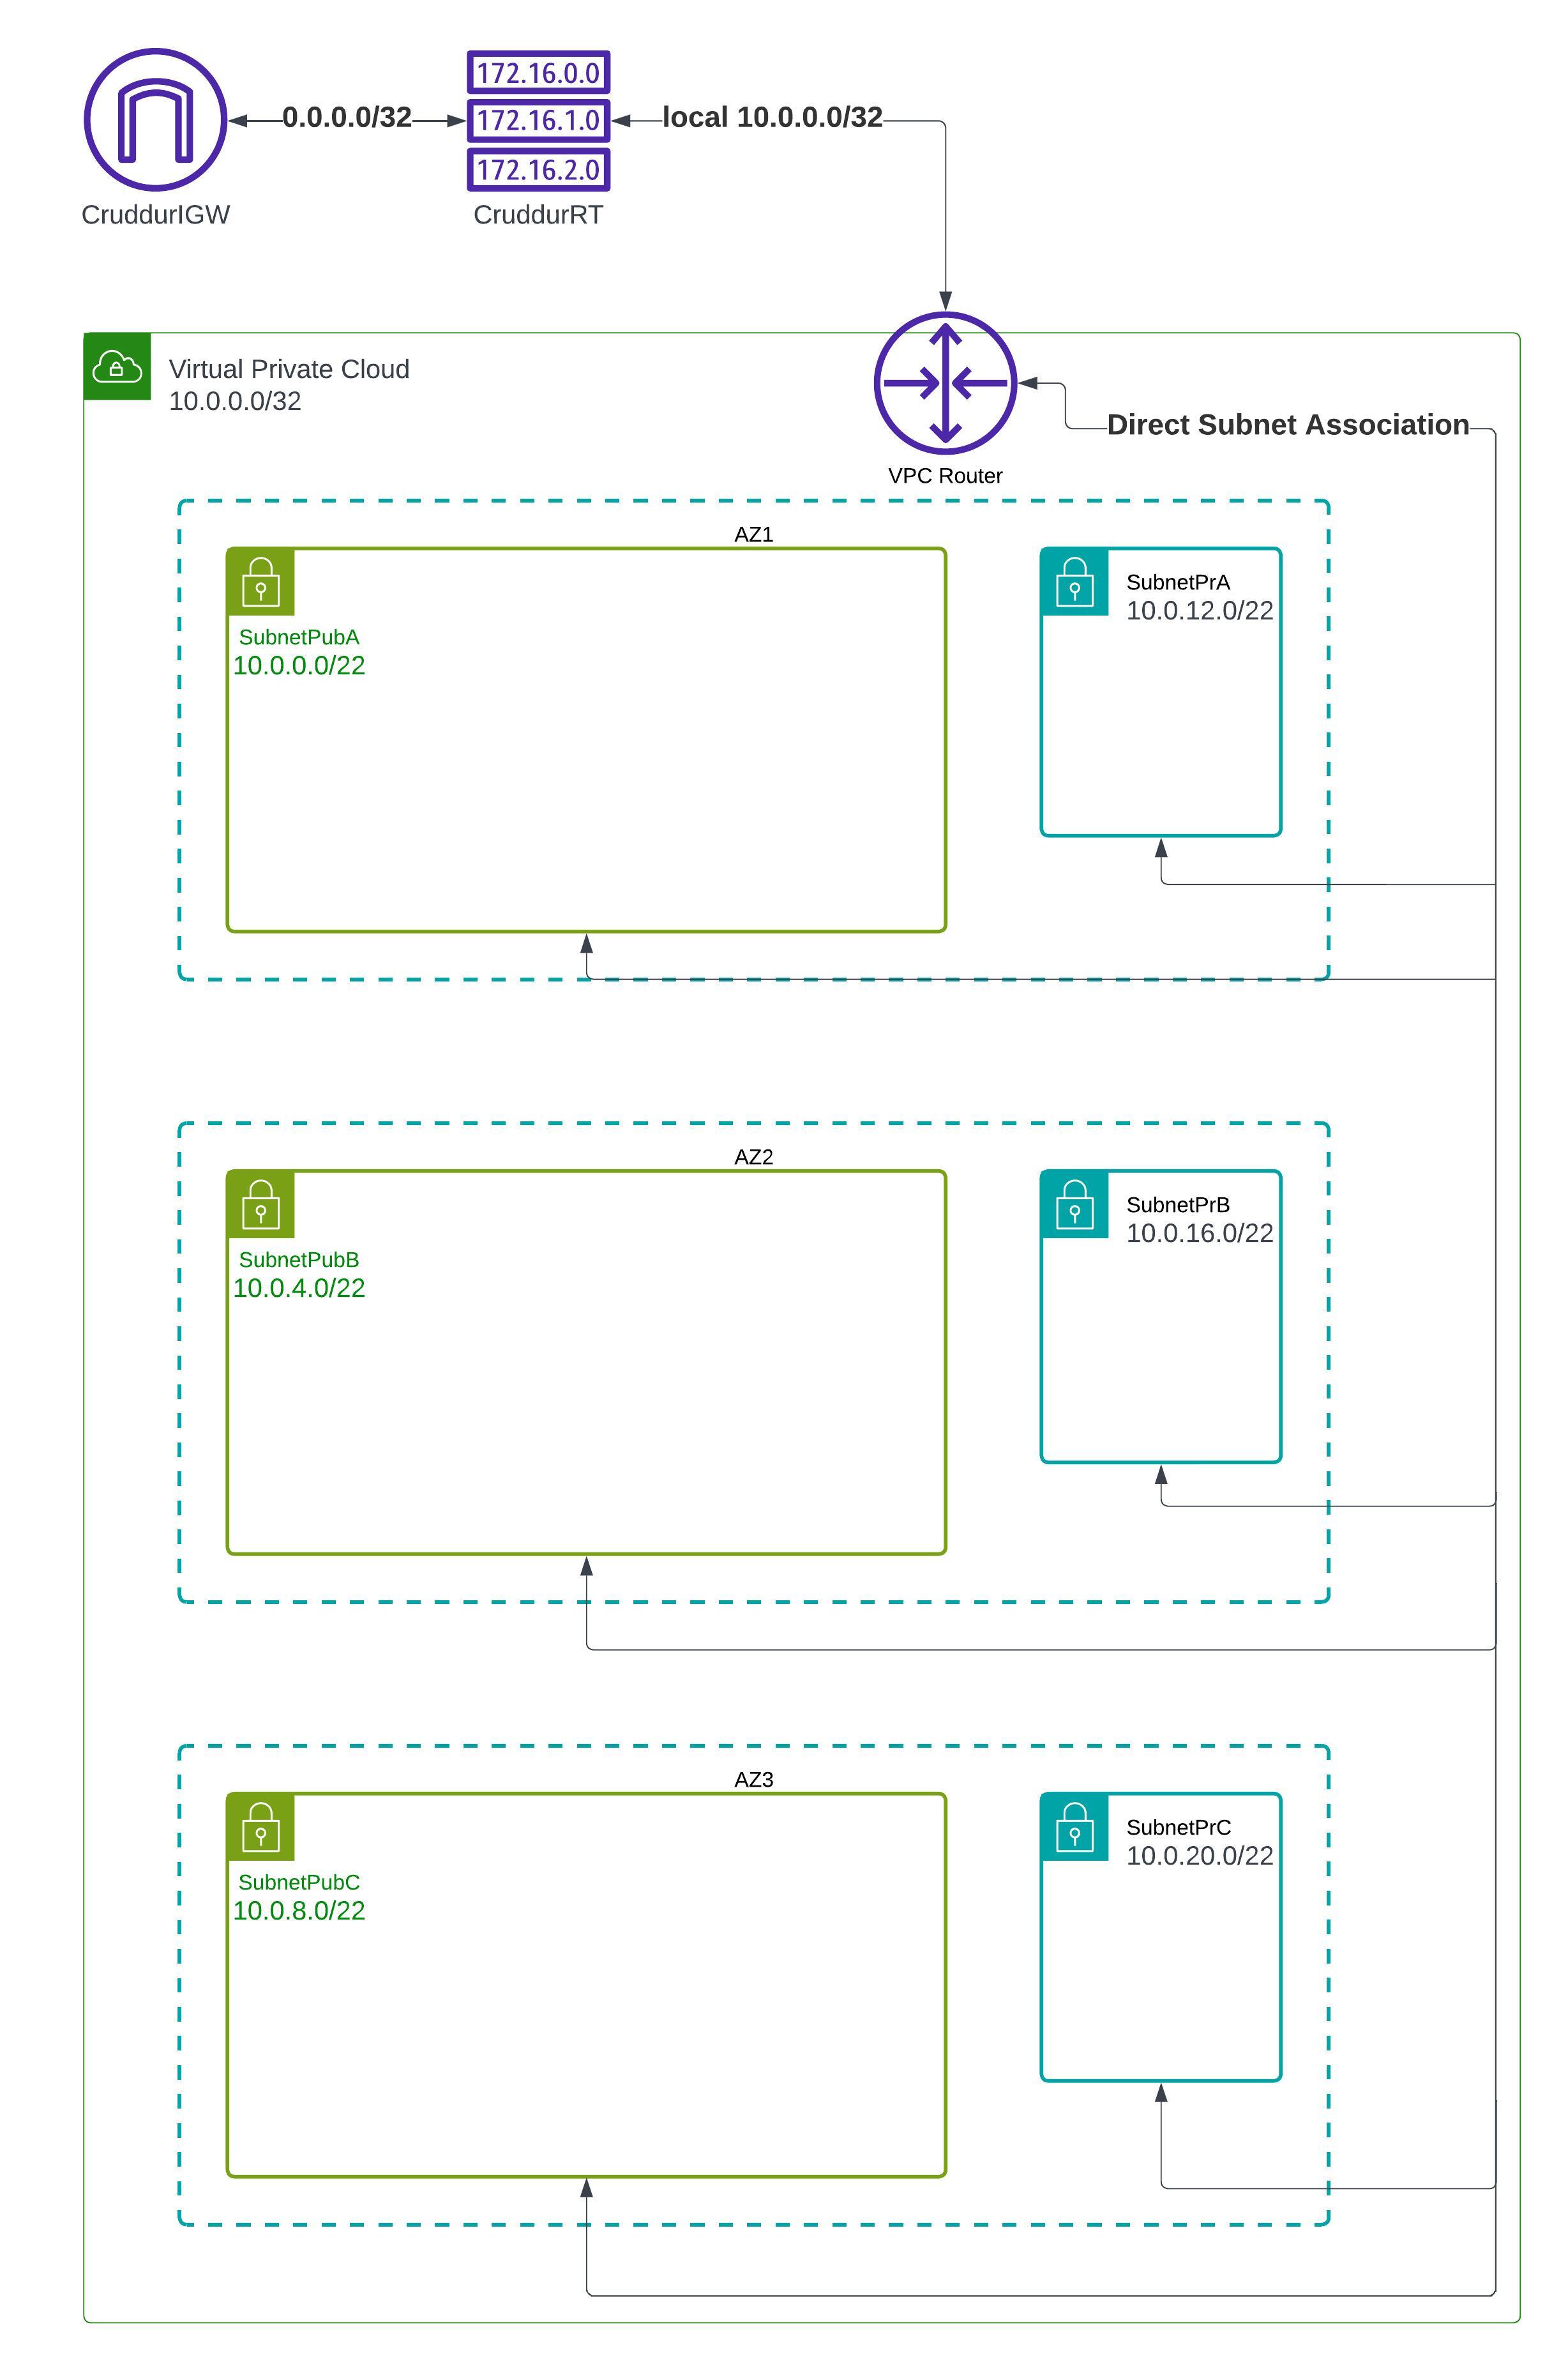 172.16.0.0
0.0.0.0/32
172.16.1.0
local 10.0.0.0/32
172.16.2.0
CruddurIGW
CruddurRT
Virtual Private Cloud
10.0.0.0/32
Direct Subnet Association
VPC Router
AZ1
SubnetPubA
10.0.0.0/22
SubnetPrA
10.0.12.0/22
AZ2
SubnetPubB
10.0.4.0/22
SubnetPrB
10.0.16.0/22
AZ3
SubnetPubC
10.0.8.0/22
SubnetPrC
10.0.20.0/22